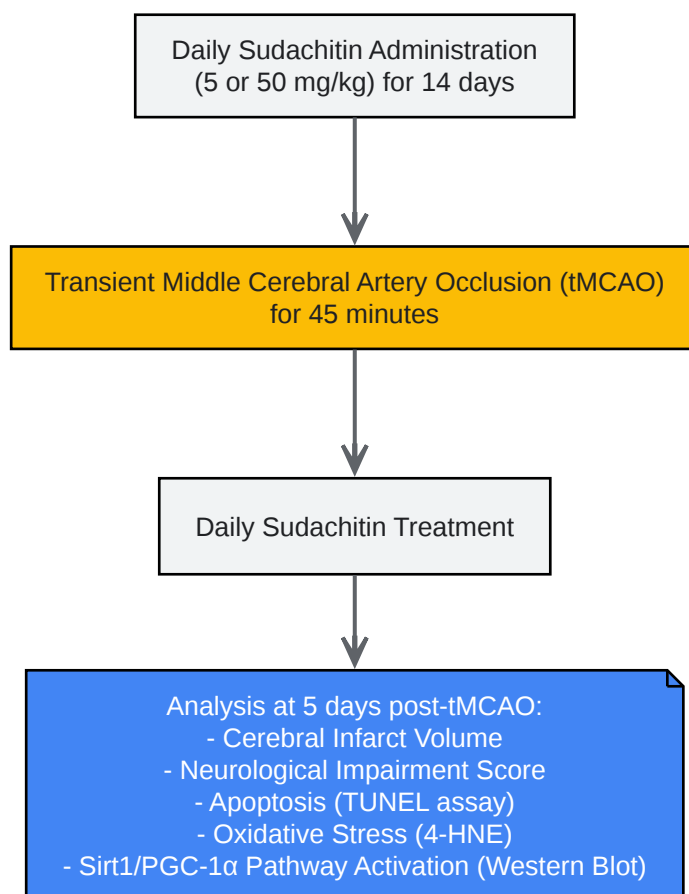 Daily Sudachitin Administration
(5 or 50 mg/kg) for 14 days
Transient Middle Cerebral Artery Occlusion (tMCAO)
for 45 minutes
Daily Sudachitin Treatment
Analysis at 5 days post-tMCAO:
- Cerebral Infarct Volume
- Neurological Impairment Score
- Apoptosis (TUNEL assay)
- Oxidative Stress (4-HNE)
- Sirt1/PGC-1α Pathway Activation (Western Blot)